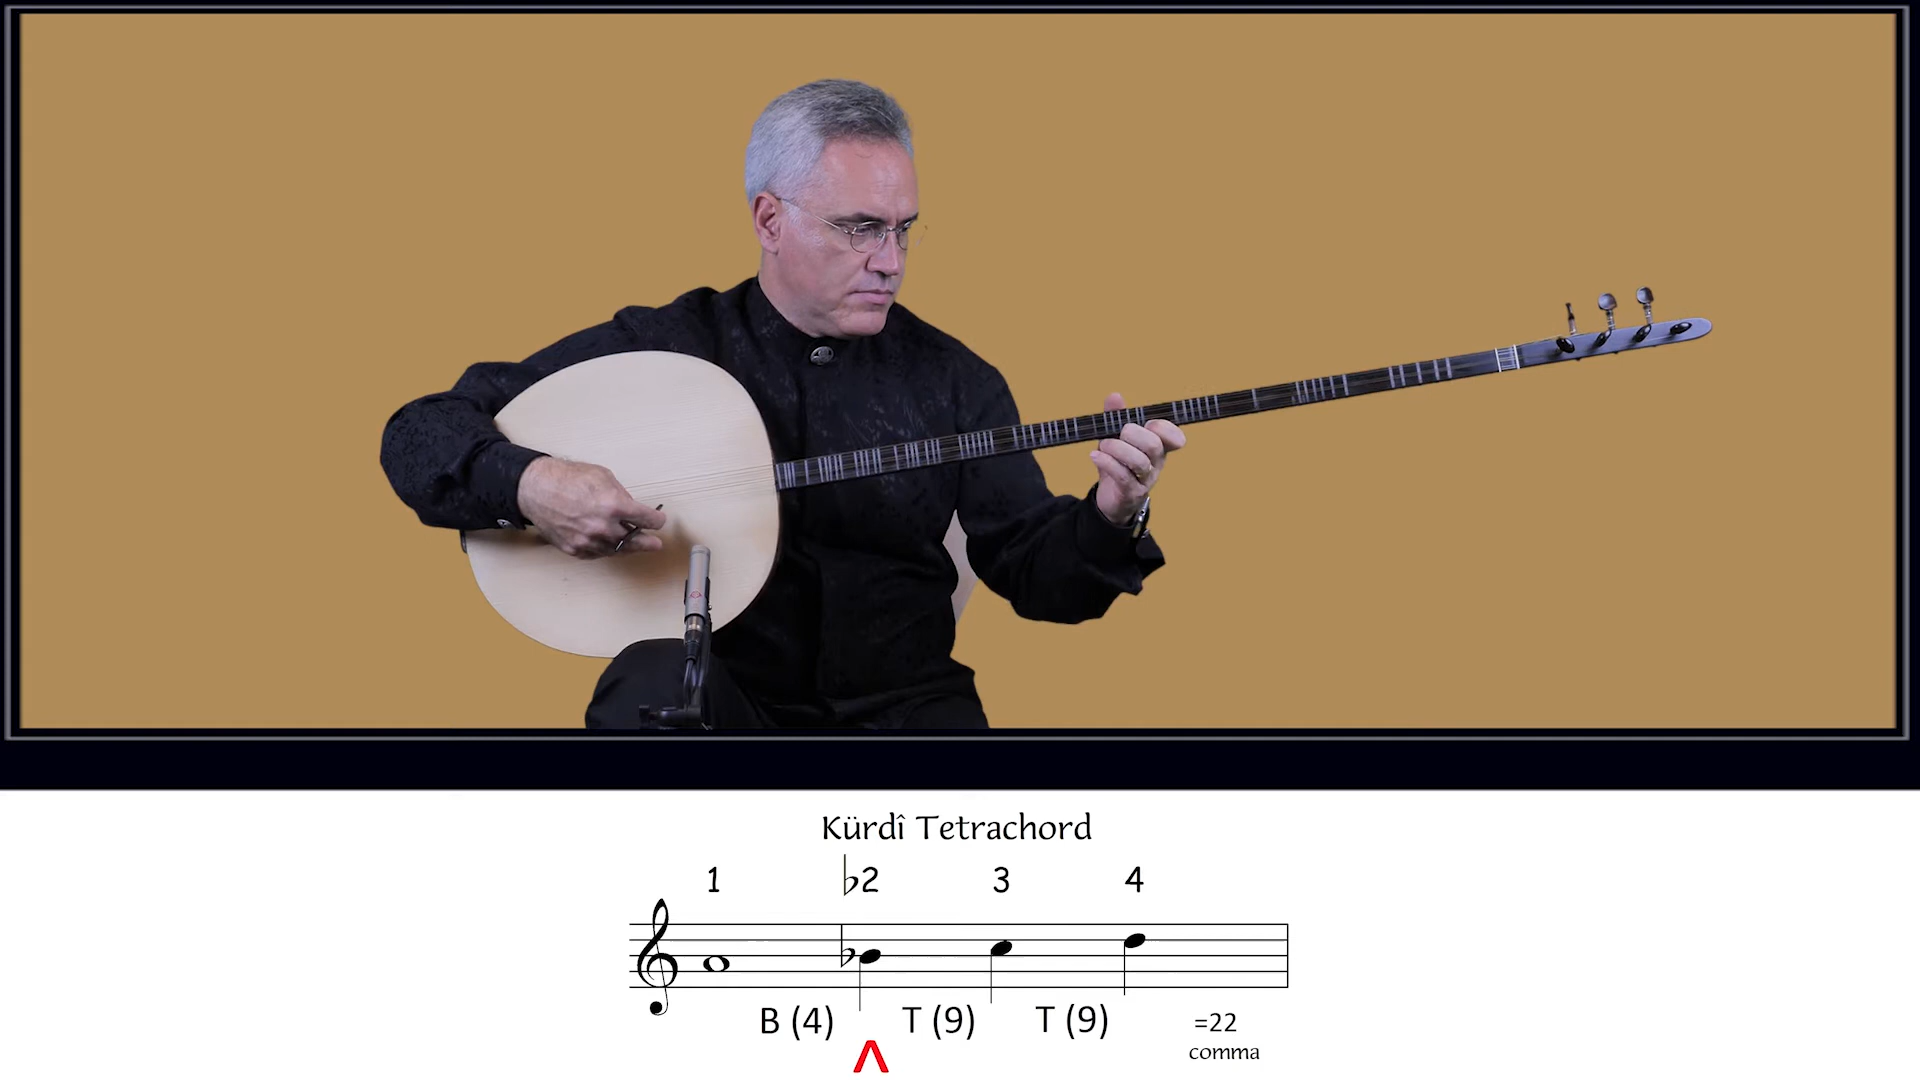 Kürdî Tetrachord
1 ♭2 3 4
B (4) T (9) T (9) =22
comma